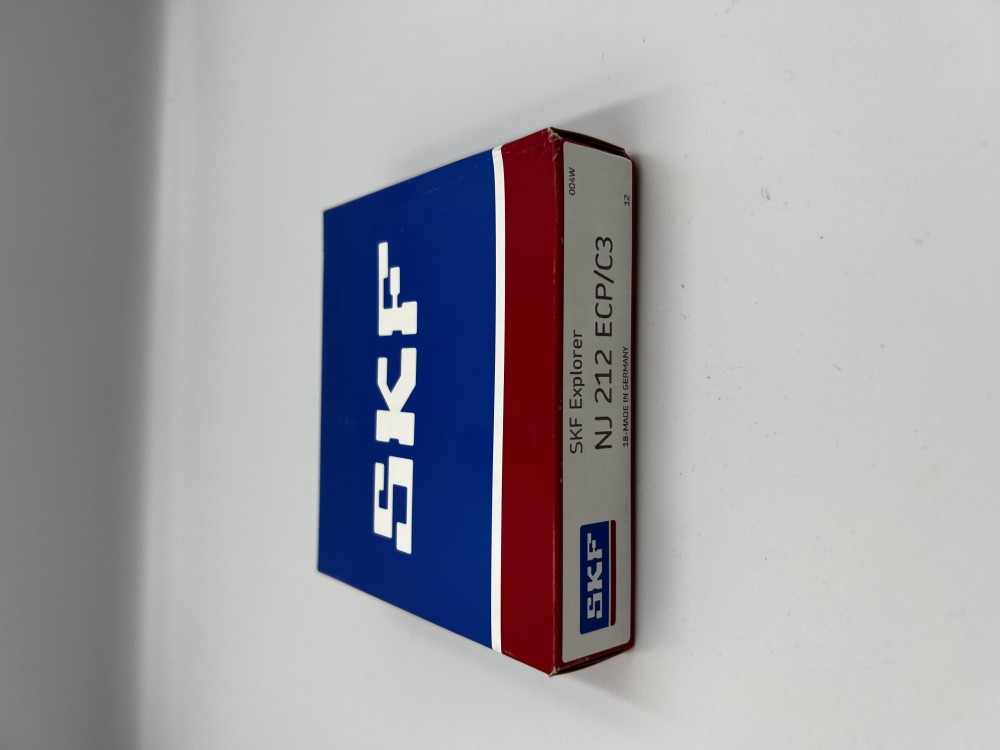 SKF
SKF
SKF Explorer
NJ 212 ECP/C3
18-MADE IN GERMANY
004W
12